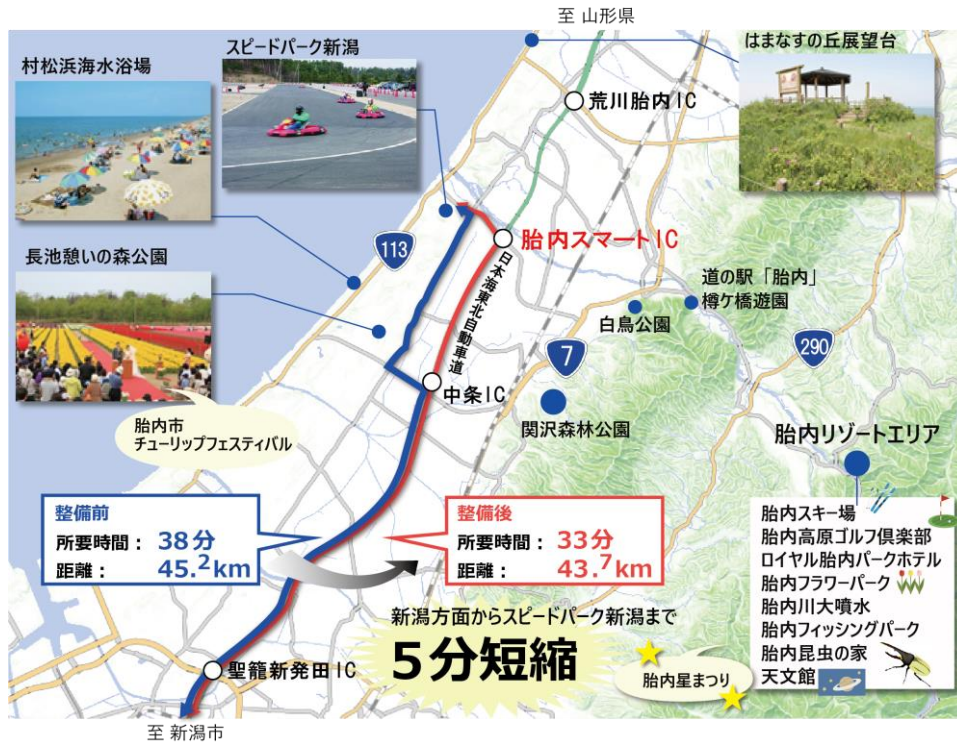 至 山形県
スピードパーク新潟
はまなすの丘展望台
村松浜海水浴場
荒川胎内IC
胎内スマートIC
113
長池憩いの森公園
日本海東北自動車道
道の駅「胎内」
樽ケ橋遊園
白鳥公園
7
290
中条IC
関沢森林公園
胎内市
チューリップフェスティバル
胎内リゾートエリア
整備前
所要時間： 38分
距離： 45.2km
整備後
所要時間： 33分
距離： 43.7km
胎内スキー場
胎内高原ゴルフ倶楽部
ロイヤル胎内パークホテル
胎内フラワーパーク
胎内川大噴水
胎内フィッシングパーク
胎内昆虫の家
天文館
新潟方面からスピードパーク新潟まで
5分短縮
胎内星まつり
聖籠新発田IC
至 新潟市